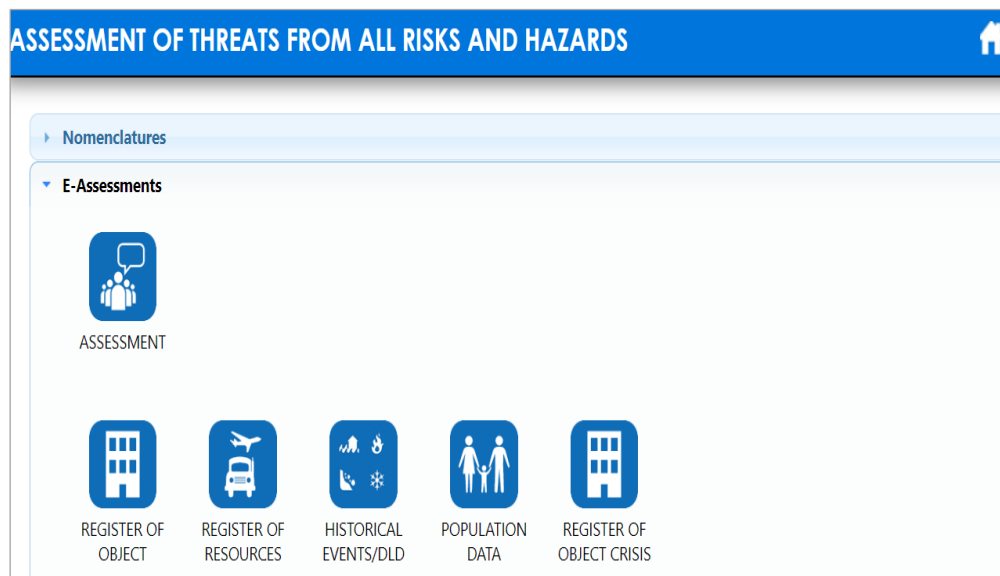 ASSESSMENT OF THREATS FROM ALL RISKS AND HAZARDS
Nomenclatures
E-Assessments
ASSESSMENT
REGISTER OF OBJECT
REGISTER OF RESOURCES
HISTORICAL EVENTS/DLD
POPULATION DATA
REGISTER OF OBJECT CRISIS